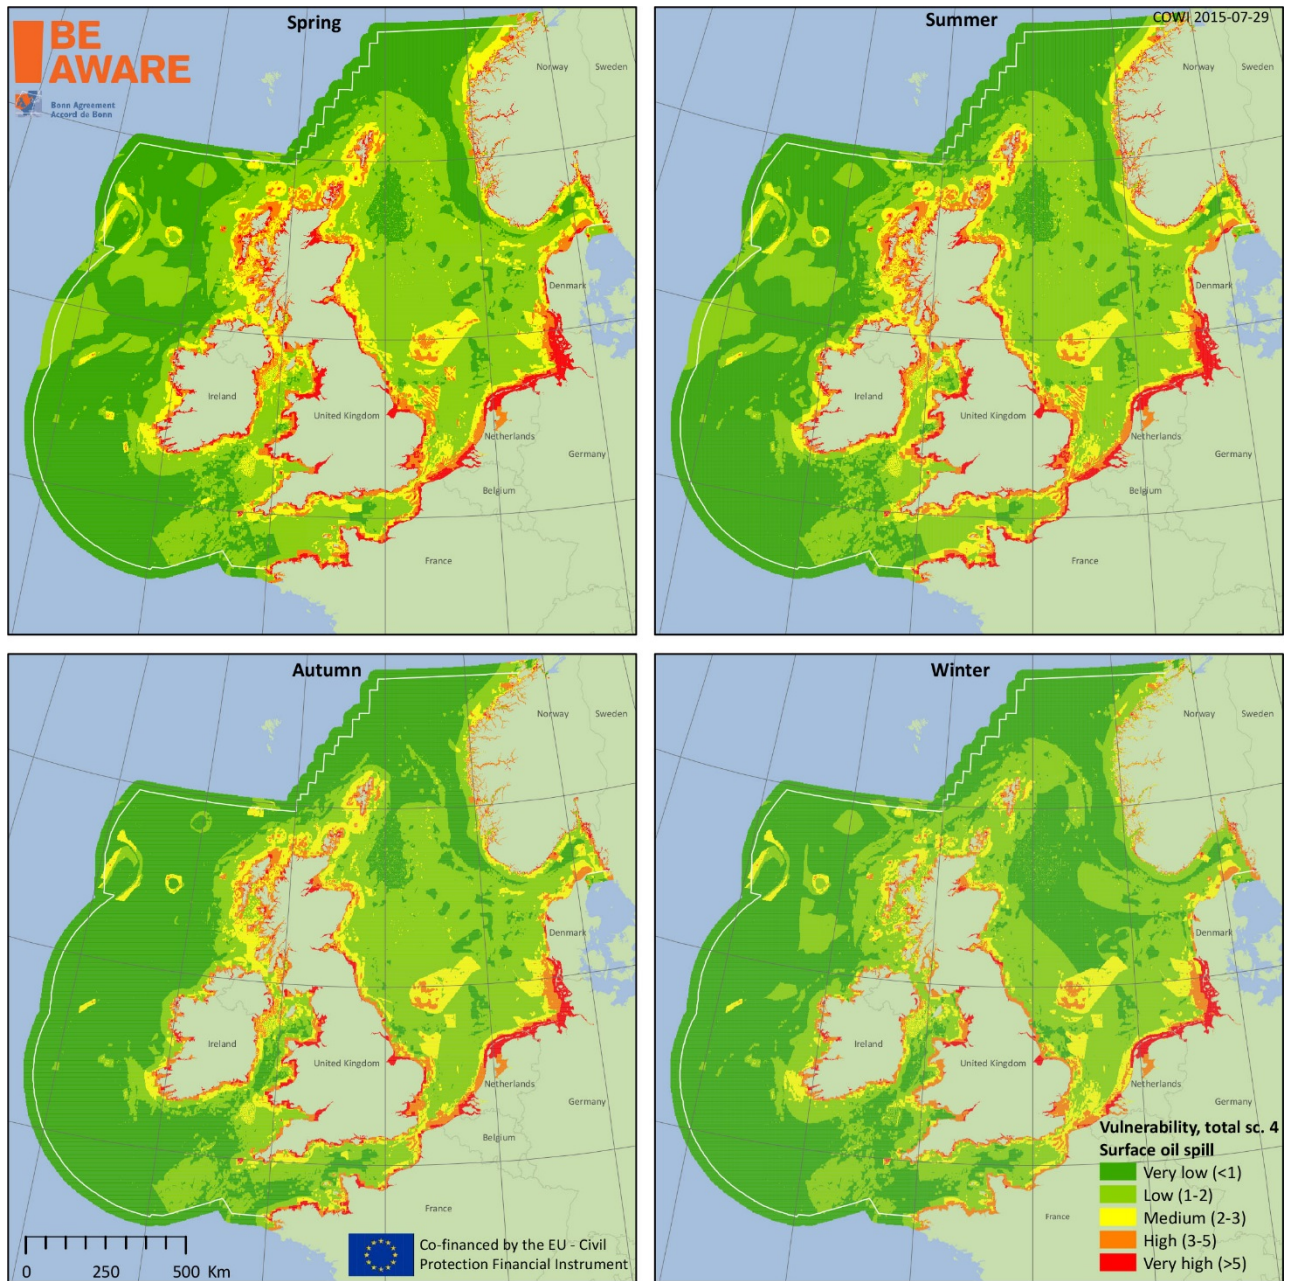 Spring
BE
AWARE
Bonn Agreement
Accord de Bonn
Norway
Sweden
Denmark
Ireland
United Kingdom
Netherlands
Germany
Belgium
France
Summer
COWI 2015-07-29
Norway
Sweden
Denmark
Ireland
United Kingdom
Netherlands
Germany
Belgium
France
Autumn
Norway
Sweden
Denmark
Ireland
United Kingdom
Netherlands
Germany
Belgium
France
0 250 500 Km
Co-financed by the EU - Civil
Protection Financial Instrument
Winter
Norway
Sweden
Denmark
Ireland
United Kingdom
Netherlands
Germany
France
Vulnerability, total sc. 4
Surface oil spill
Very low (<1)
Low (1-2)
Medium (2-3)
High (3-5)
Very high (>5)